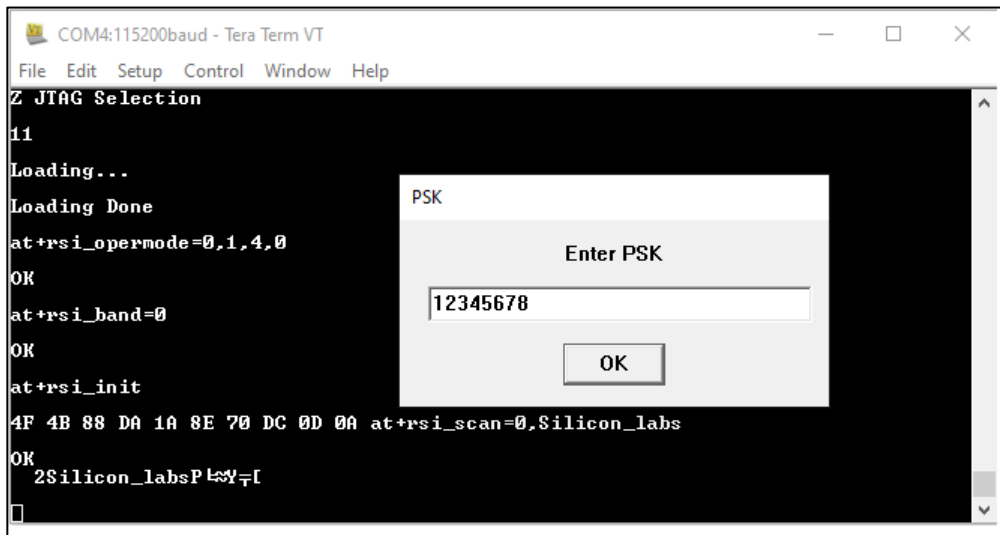 COM4:115200baud - Tera Term VT
File Edit Setup Control Window Help
Z JTAG Selection
11
Loading...
Loading Done
at+rsi_opermode=0,1,4,0
OK
at+rsi_band=0
OK
at+rsi_init
4F 4B 88 DA 1A 8E 70 DC 0D 0A at+rsi_scan=0,Silicon_labs
OK
2Silicon_labsP
PSK
Enter PSK
12345678
OK